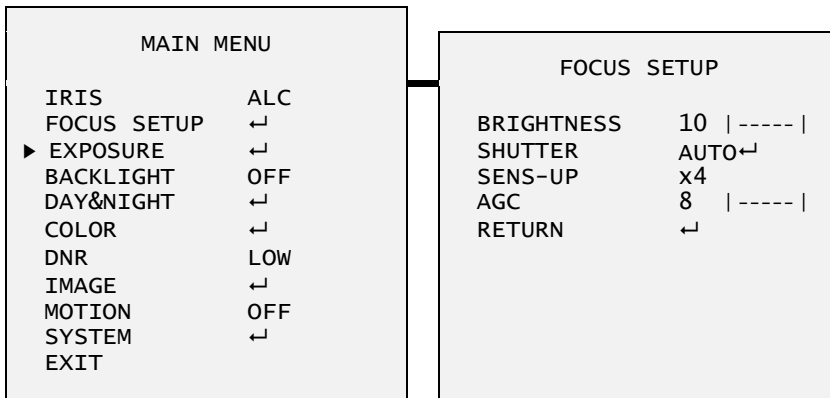 MAIN MENU
IRIS ALC
FOCUS SETUP ↵
▶ EXPOSURE ↵
BACKLIGHT OFF
DAY&NIGHT ↵
COLOR ↵
DNR LOW
IMAGE ↵
MOTION OFF
SYSTEM ↵
EXIT
FOCUS SETUP
BRIGHTNESS 10 |-----|
SHUTTER AUTO↵
SENS-UP x4
AGC 8 |-----|
RETURN ↵